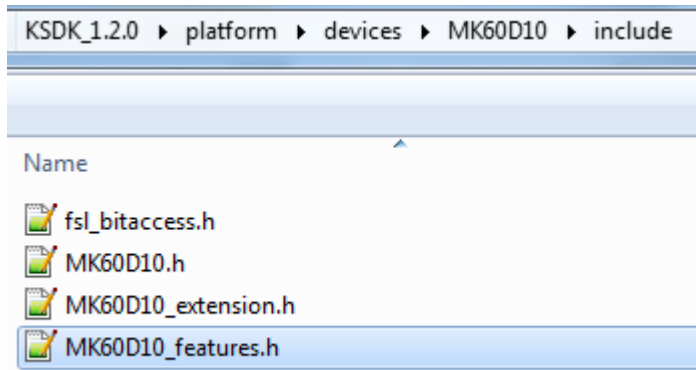 KSDK_1.2.0 ▸ platform ▸ devices ▸ MK60D10 ▸ include
Name
fsl_bitaccess.h
MK60D10.h
MK60D10_extension.h
MK60D10_features.h